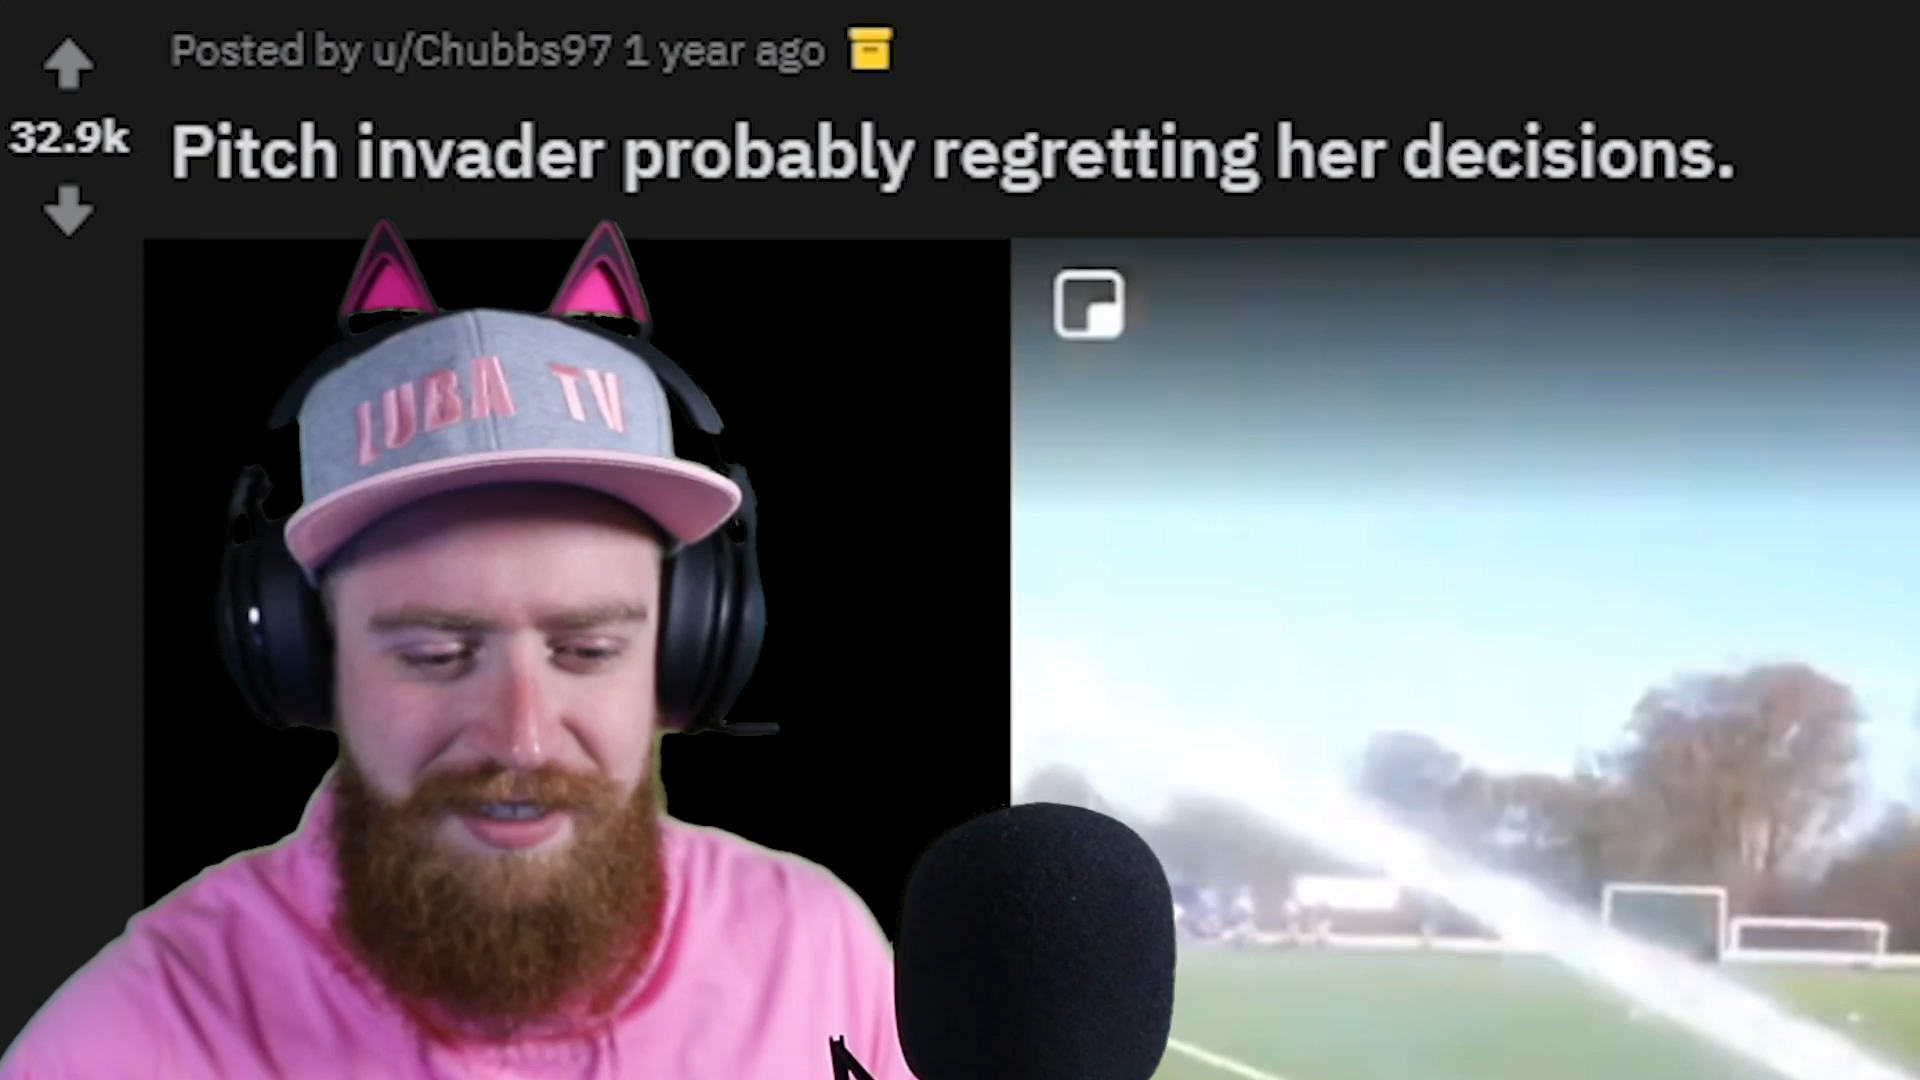 Posted by u/Chubbs97 1 year ago
32.9k
Pitch invader probably regretting her decisions.
LUBA TV